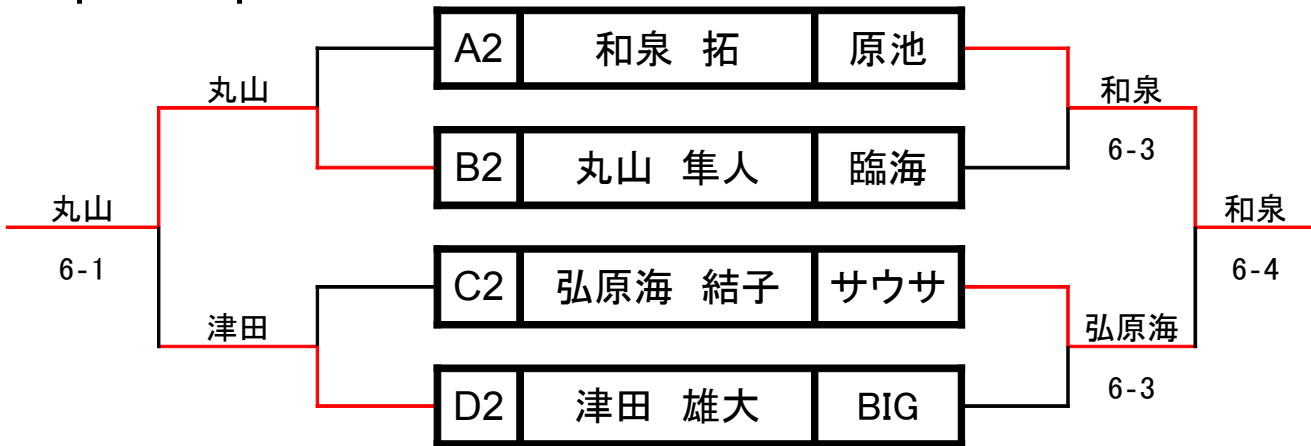 A2 和泉 拓 原池
丸山 和泉
6-3
B2 丸山 隼人 臨海
丸山 和泉
6-1 6-4
C2 弘原海 結子 サウサ
津田 弘原海
6-3
D2 津田 雄大 BIG